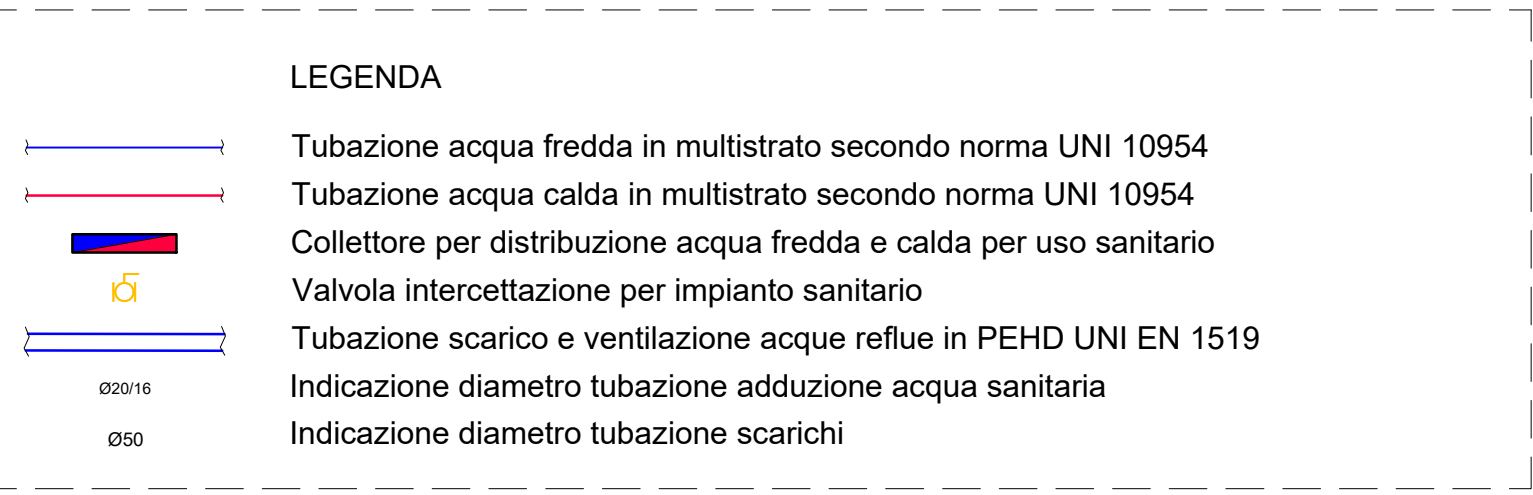 LEGENDA
Tubazione acqua fredda in multistrato secondo norma UNI 10954
Tubazione acqua calda in multistrato secondo norma UNI 10954
Collettore per distribuzione acqua fredda e calda per uso sanitario
Valvola intercettazione per impianto sanitario
Tubazione scarico e ventilazione acque reflue in PEHD UNI EN 1519
Ø20/16 Indicazione diametro tubazione adduzione acqua sanitaria
Ø50 Indicazione diametro tubazione scarichi